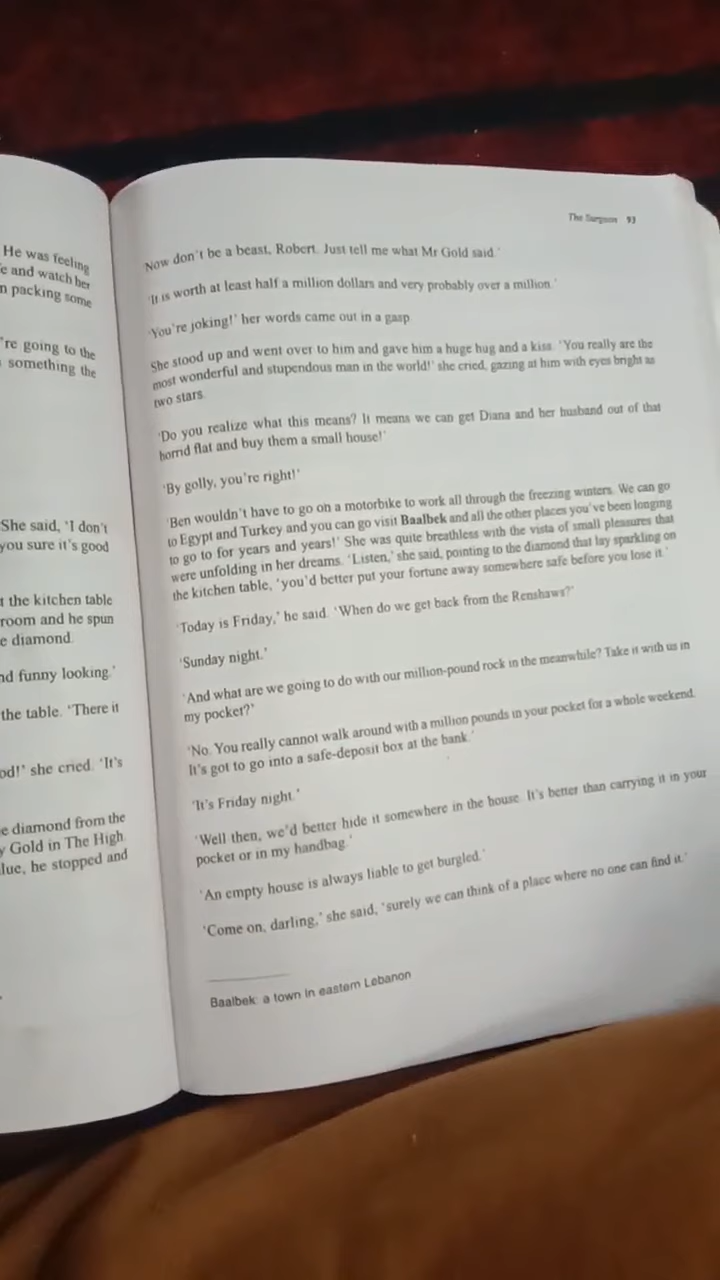 He was feeling
e and watch her
n packing some
're going to the
something the
She said, 'I don't
you sure it's good
t the kitchen table
room and he spun
e diamond.
nd funny looking.'
the table. 'There it
od!' she cried. 'It's
e diamond from the
y Gold in The High
lue, he stopped and
The Surgeon 93
'Now don't be a beast, Robert. Just tell me what Mr Gold said.'
'It is worth at least half a million dollars and very probably over a million.'
'You're joking!' her words came out in a gasp.
She stood up and went over to him and gave him a huge hug and a kiss. 'You really are the
most wonderful and stupendous man in the world!' she cried, gazing at him with eyes bright as
two stars.
'Do you realize what this means? It means we can get Diana and her husband out of that
horrid flat and buy them a small house!'
'By golly, you're right!'
'Ben wouldn't have to go on a motorbike to work all through the freezing winters. We can go
to Egypt and Turkey and you can go visit Baalbek and all the other places you've been longing
to go to for years and years!' She was quite breathless with the vista of small pleasures that
were unfolding in her dreams. 'Listen,' she said, pointing to the diamond that lay sparkling on
the kitchen table, 'you'd better put your fortune away somewhere safe before you lose it.'
'Today is Friday,' he said. 'When do we get back from the Renshaws?'
'Sunday night.'
'And what are we going to do with our million-pound rock in the meanwhile? Take it with us in
my pocket?'
'No. You really cannot walk around with a million pounds in your pocket for a whole weekend.
It's got to go into a safe-deposit box at the bank.'
'It's Friday night.'
'Well then, we'd better hide it somewhere in the house. It's better than carrying it in your
pocket or in my handbag.'
'An empty house is always liable to get burgled.'
'Come on, darling,' she said, 'surely we can think of a place where no one can find it.'
Baalbek: a town in eastern Lebanon